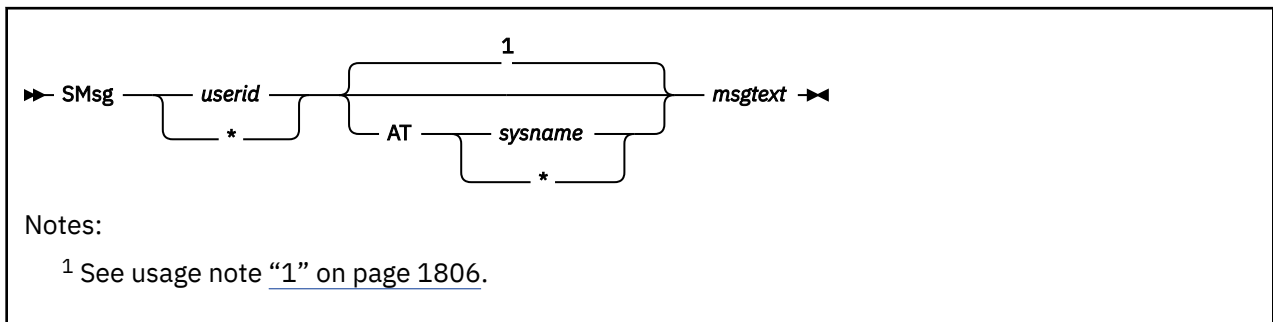 1
SMsg userid AT sysname msgtext
* *
Notes:
1 See usage note “1” on page 1806.